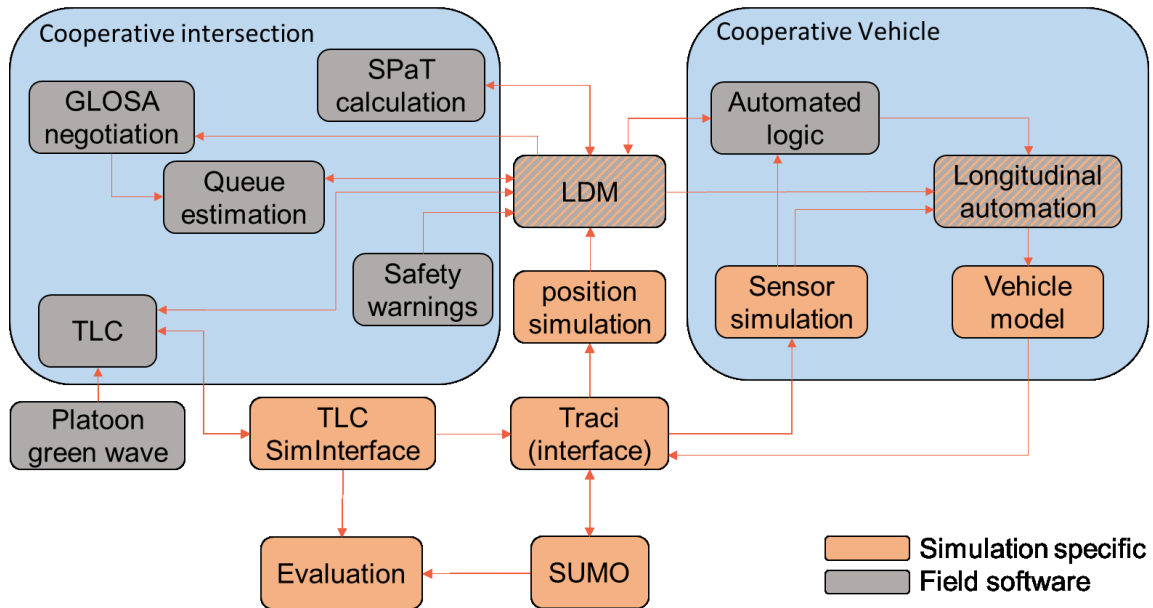 Cooperative intersection
Cooperative Vehicle
SPaT
calculation
GLOSA
negotiation
Automated
logic
Queue
estimation
LDM
Longitudinal
automation
Safety
warnings
position
simulation
Sensor
simulation
Vehicle
model
TLC
Platoon
green wave
TLC
SimInterface
Traci
(interface)
Evaluation
SUMO
Simulation specific
Field software